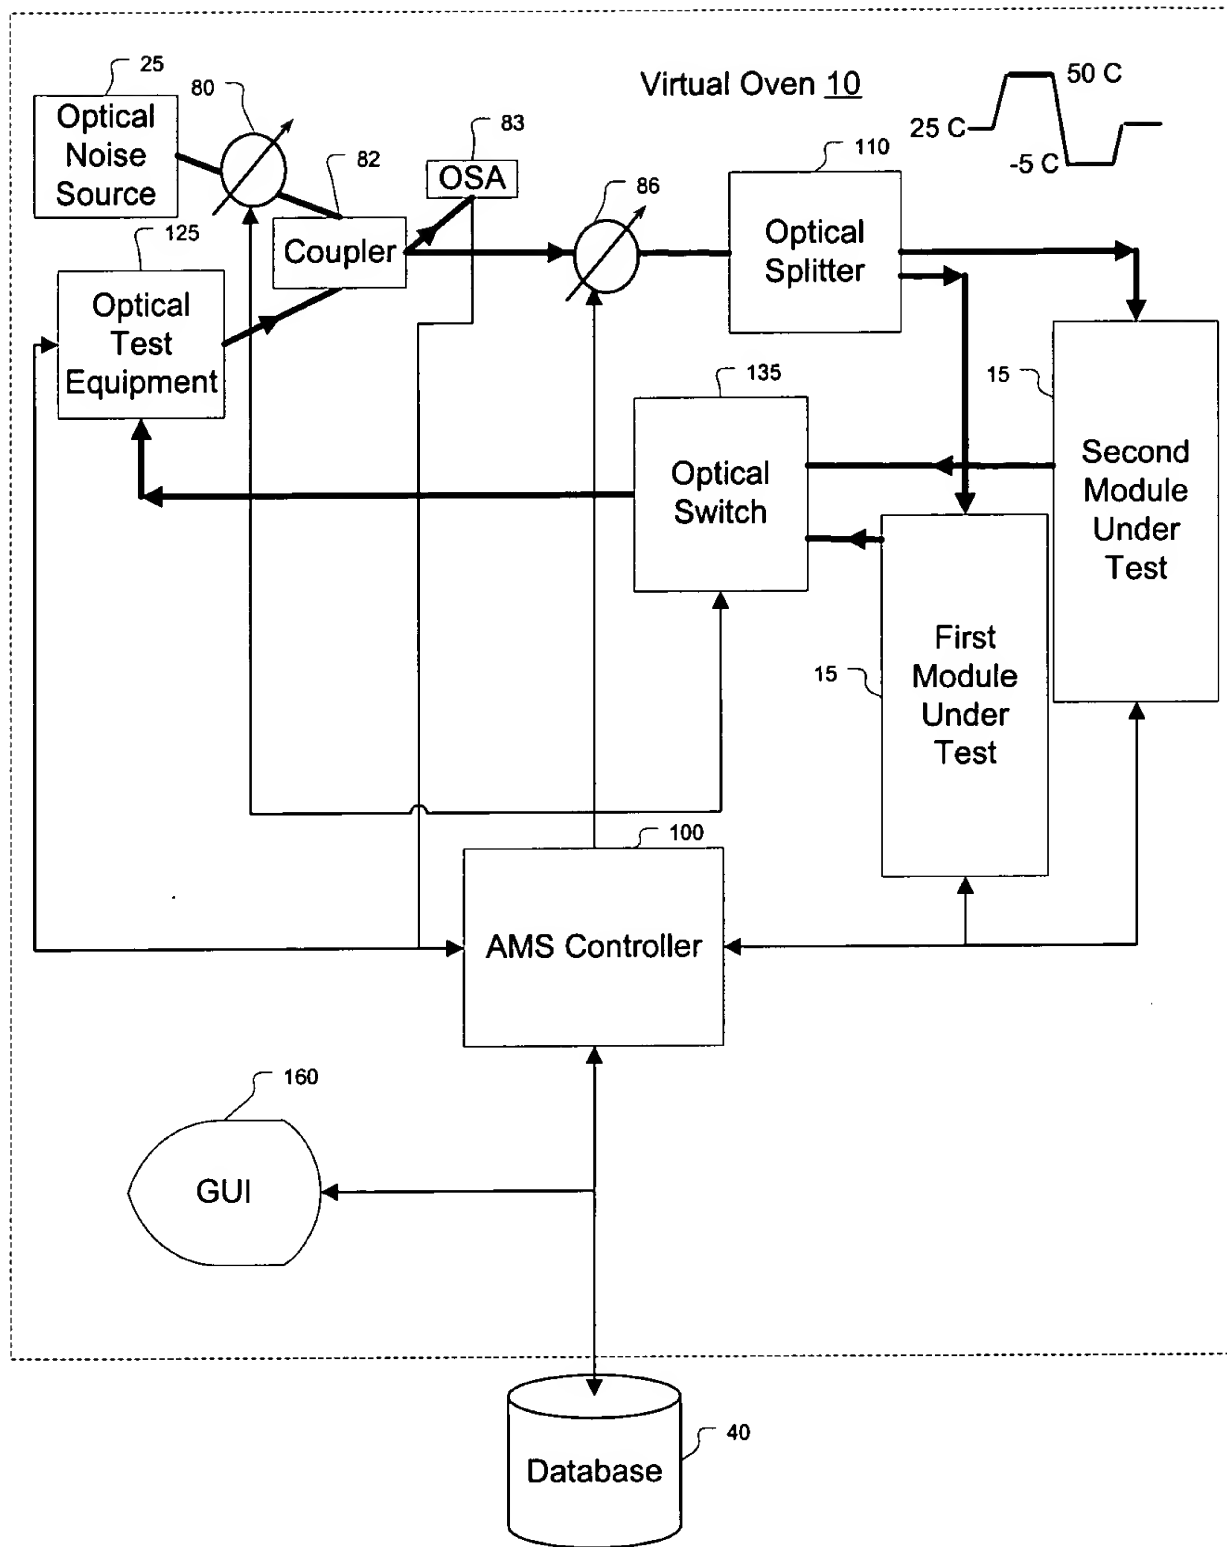 25
Optical
Noise
Source
80
82
83
OSA
Virtual Oven 10
50 C
25 C
-5 C
110
86
Optical
Splitter
Coupler
125
Optical
Test
Equipment
135
Optical
Switch
15
Second
Module
Under
Test
15
First
Module
Under
Test
100
AMS Controller
160
GUI
40
Database